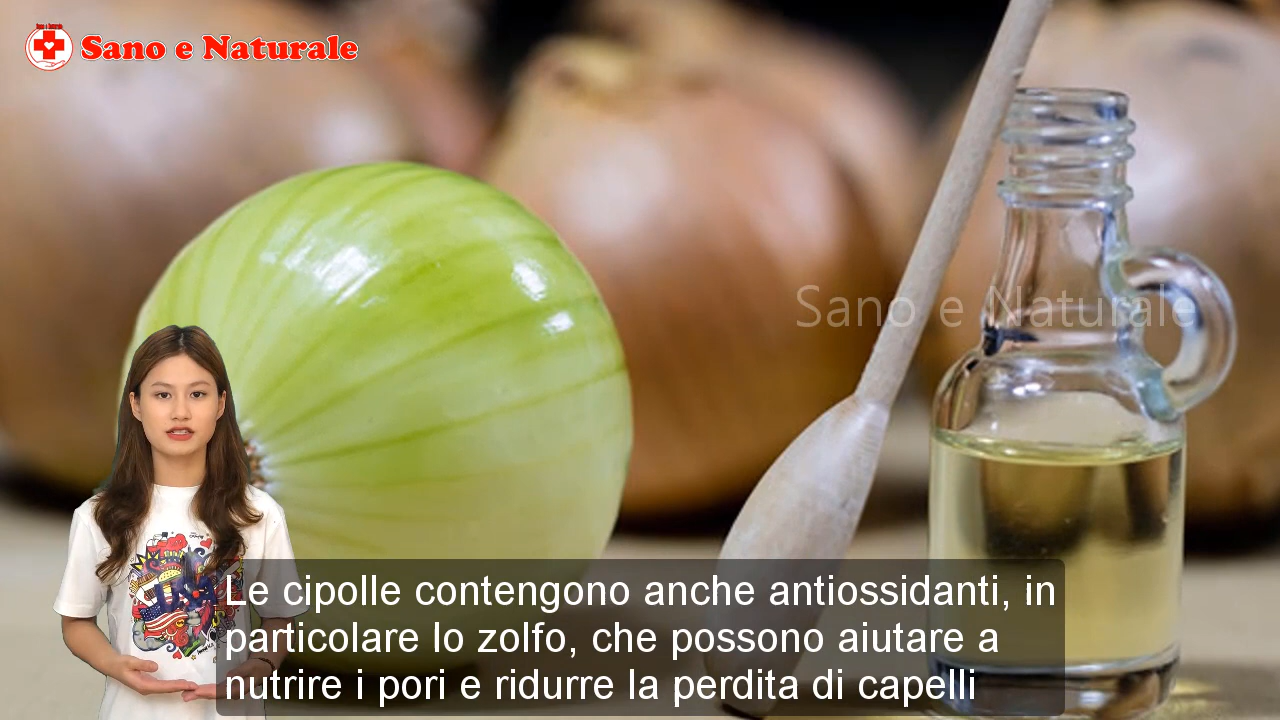 Sano e Naturale
Sano e Naturale
Le cipolle contengono anche antiossidanti, in
particolare lo zolfo, che possono aiutare a
nutrire i pori e ridurre la perdita di capelli